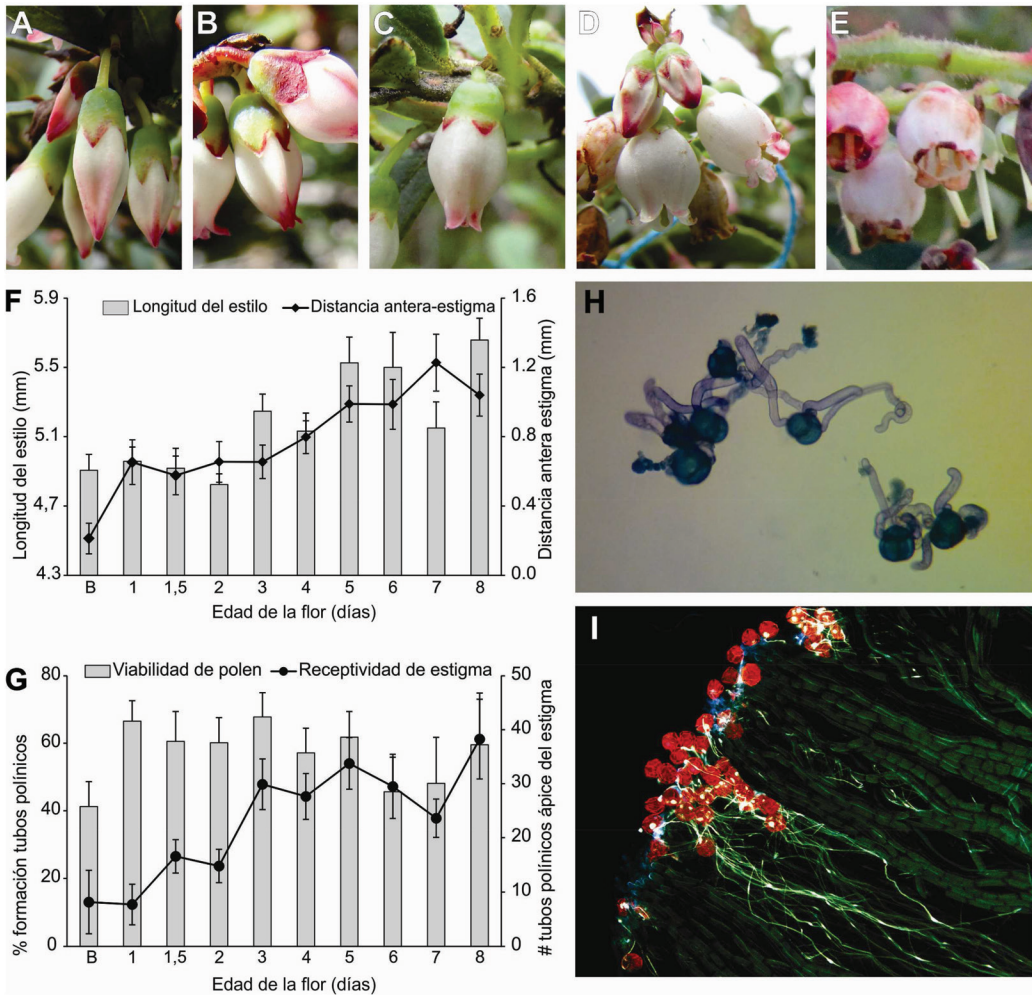 A
B
C
D
E
F
Longitud del estilo
Distancia antera-estigma
5.9
5.5
5.1
4.7
4.3
Longitud del estilo (mm)
1.6
1.2
0.8
0.4
0.0
Distancia antera estigma (mm)
B 1 1,5 2 3 4 5 6 7 8
Edad de la flor (días)
G
Viabilidad de polen
Receptividad de estigma
80
60
40
20
0
% formación tubos polínicos
50
40
30
20
10
0
# tubos polínicos ápice del estigma
B 1 1,5 2 3 4 5 6 7 8
Edad de la flor (días)
H
I